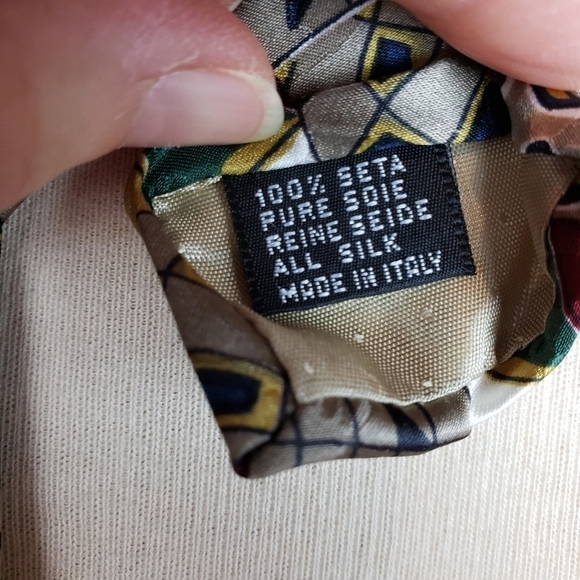 100% SETA
PURE SOIE
REINE SEIDE
ALL SILK
MADE IN ITALY